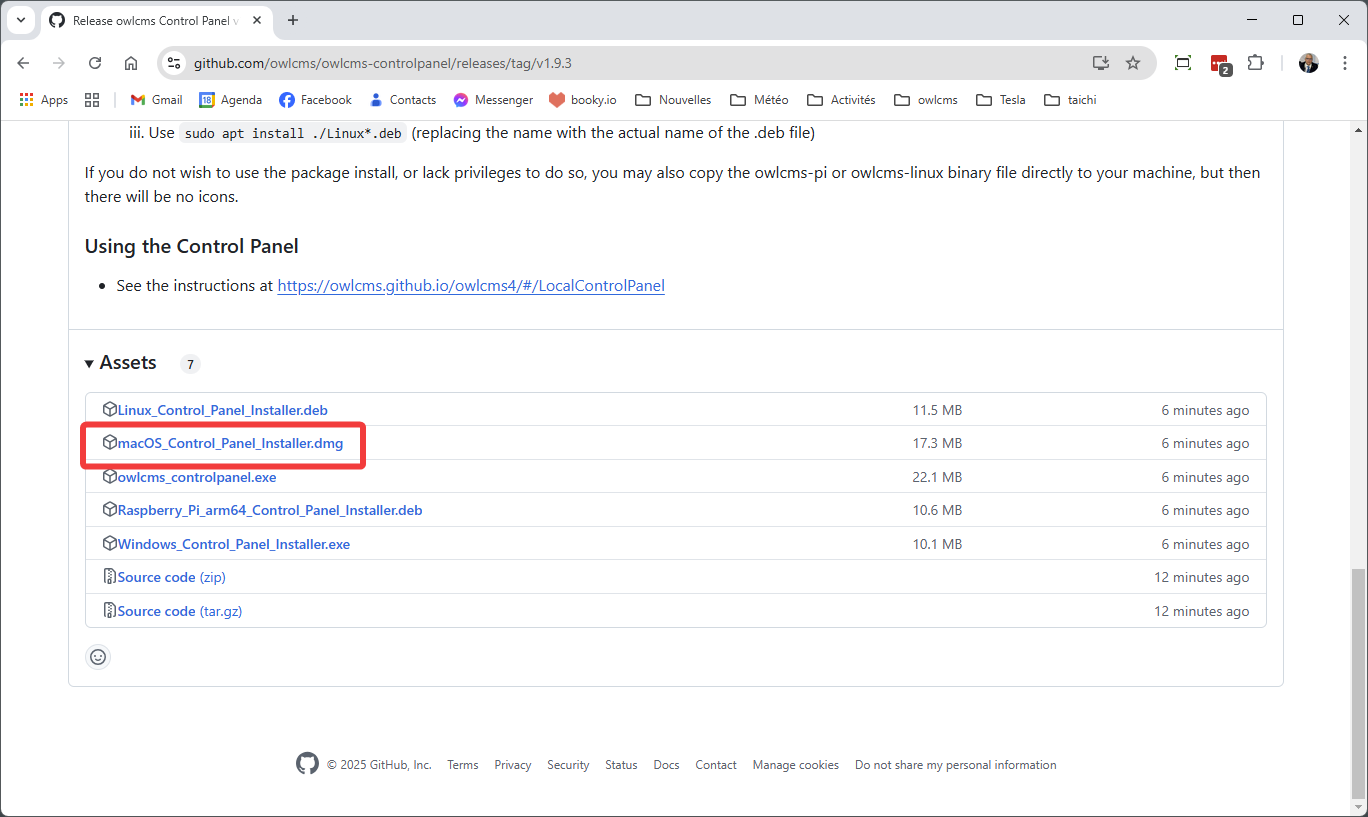 Release owlcms Control Panel v
github.com/owlcms/owlcms-controlpanel/releases/tag/v1.9.3
2
Apps
Gmail
18
Agenda
Facebook
Contacts
Messenger
booky.io
Nouvelles
Météo
Activités
owlcms
Tesla
taichi
iii. Use sudo apt install ./Linux*.deb (replacing the name with the actual name of the .deb file)
If you do not wish to use the package install, or lack privileges to do so, you may also copy the owlcms-pi or owlcms-linux binary file directly to your machine, but then
there will be no icons.
Using the Control Panel
• See the instructions at https://owlcms.github.io/owlcms4/#/LocalControlPanel
Assets 7
Linux_Control_Panel_Installer.deb 11.5 MB 6 minutes ago
macOS_Control_Panel_Installer.dmg 17.3 MB 6 minutes ago
owlcms_controlpanel.exe 22.1 MB 6 minutes ago
Raspberry_Pi_arm64_Control_Panel_Installer.deb 10.6 MB 6 minutes ago
Windows_Control_Panel_Installer.exe 10.1 MB 6 minutes ago
Source code (zip) 12 minutes ago
Source code (tar.gz) 12 minutes ago
© 2025 GitHub, Inc. Terms Privacy Security Status Docs Contact Manage cookies Do not share my personal information